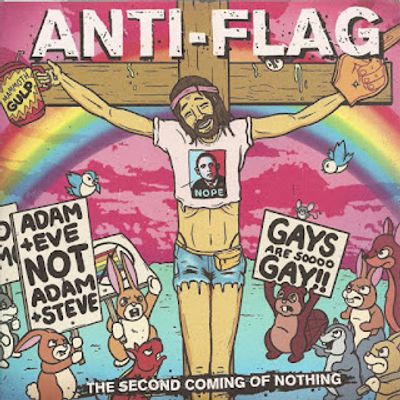 ANTI-FLAG
MAMMOTH
GULP
NOPE
ADAM
+EVE
NOT
ADAM
+STEVE
GAYS
ARE SOOOO
GAY!!
THE SECOND COMING OF NOTHING